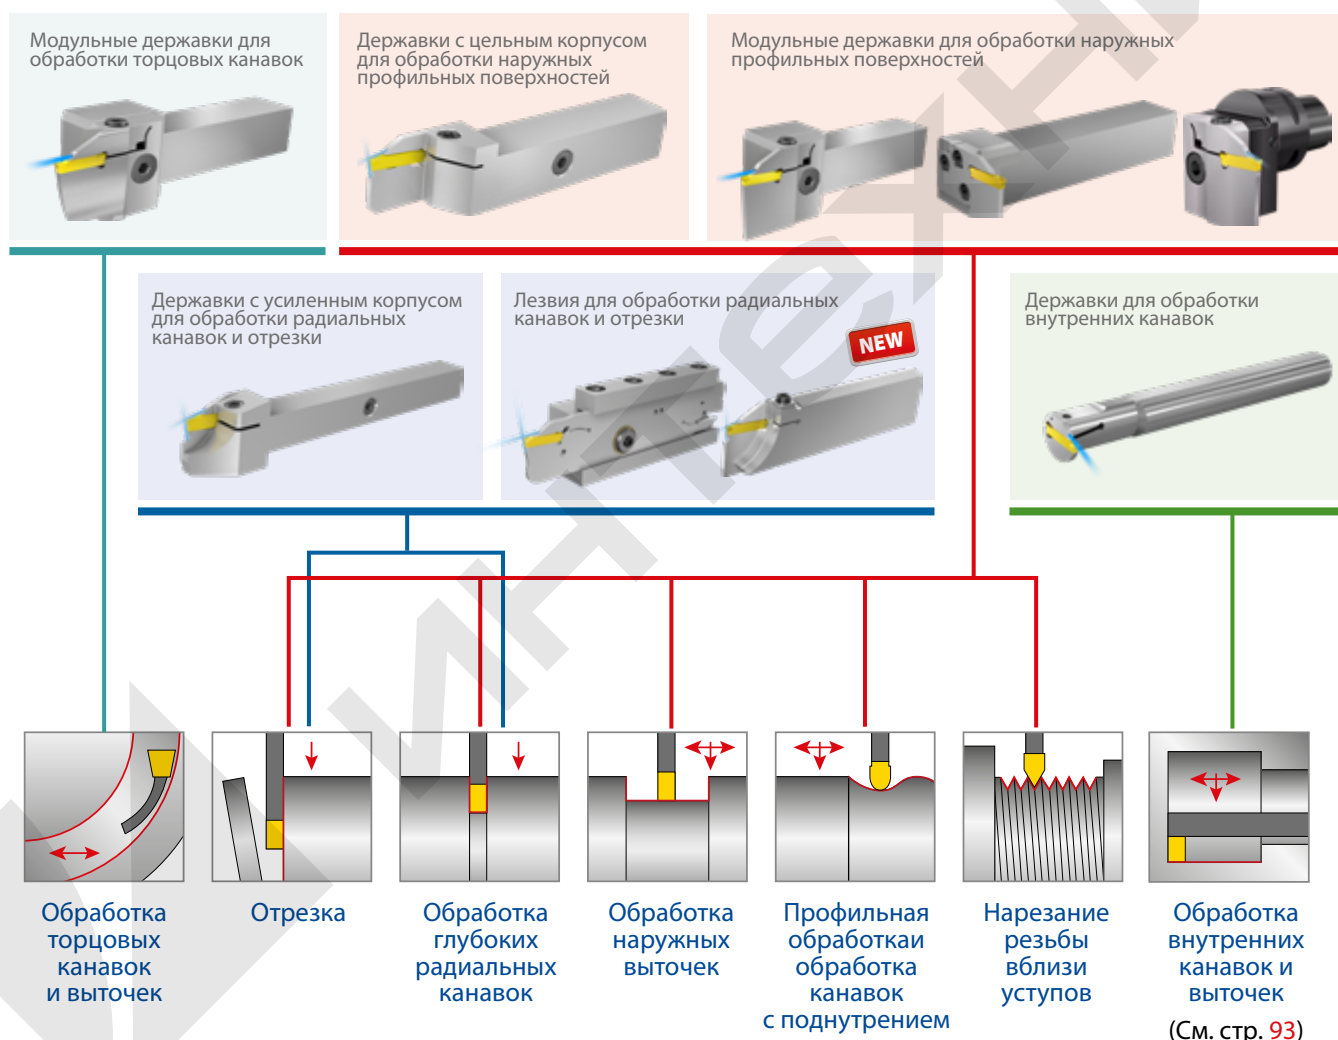 Модульные державки для
обработки торцовых канавок
Державки с цельным корпусом
для обработки наружных
профильных поверхностей
Модульные державки для обработки наружных
профильных поверхностей
Державки с усиленным корпусом
для обработки радиальных
канавок и отрезки
Лезвия для обработки радиальных
канавок и отрезки
NEW
Державки для обработки
внутренних канавок
Обработка
торцовых
канавок
и выточек
Отрезка
Обработка
глубоких
радиальных
канавок
Обработка
наружных
выточек
Профильная
обработкаи
обработка
канавок
с поднутрением
Нарезание
резьбы
вблизи
уступов
Обработка
внутренних
канавок и
выточек
(См. стр. 93)